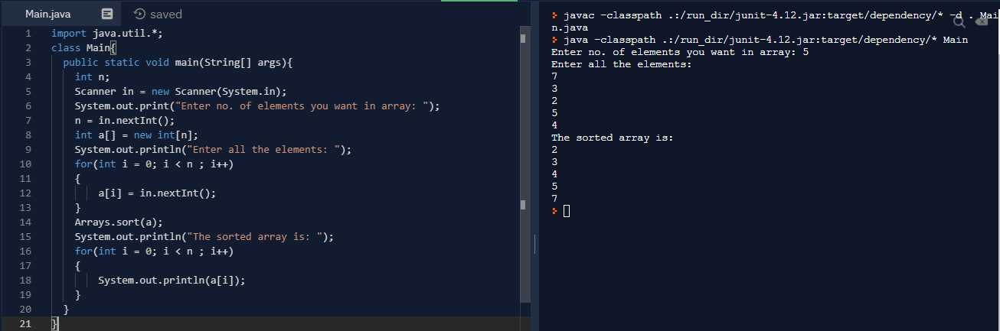 Main.java
saved
1 import java.util.*;
2 class Main{
3 public static void main(String[] args){
4 int n;
5 Scanner in = new Scanner(System.in);
6 System.out.print("Enter no. of elements you want in array: ");
7 n = in.nextInt();
8 int a[] = new int[n];
9 System.out.println("Enter all the elements: ");
10 for(int i = 0; i < n ; i++)
11 {
12 a[i] = in.nextInt();
13 }
14 Arrays.sort(a);
15 System.out.println("The sorted array is: ");
16 for(int i = 0; i < n ; i++)
17 {
18 System.out.println(a[i]);
19 }
20 }
21 }
javac -classpath .:/run_dir/junit-4.12.jar:target/dependency/* -d . Mai
n.java
java -classpath .:/run_dir/junit-4.12.jar:target/dependency/* Main
Enter no. of elements you want in array: 5
Enter all the elements:
7
3
2
5
4
The sorted array is:
2
3
4
5
7